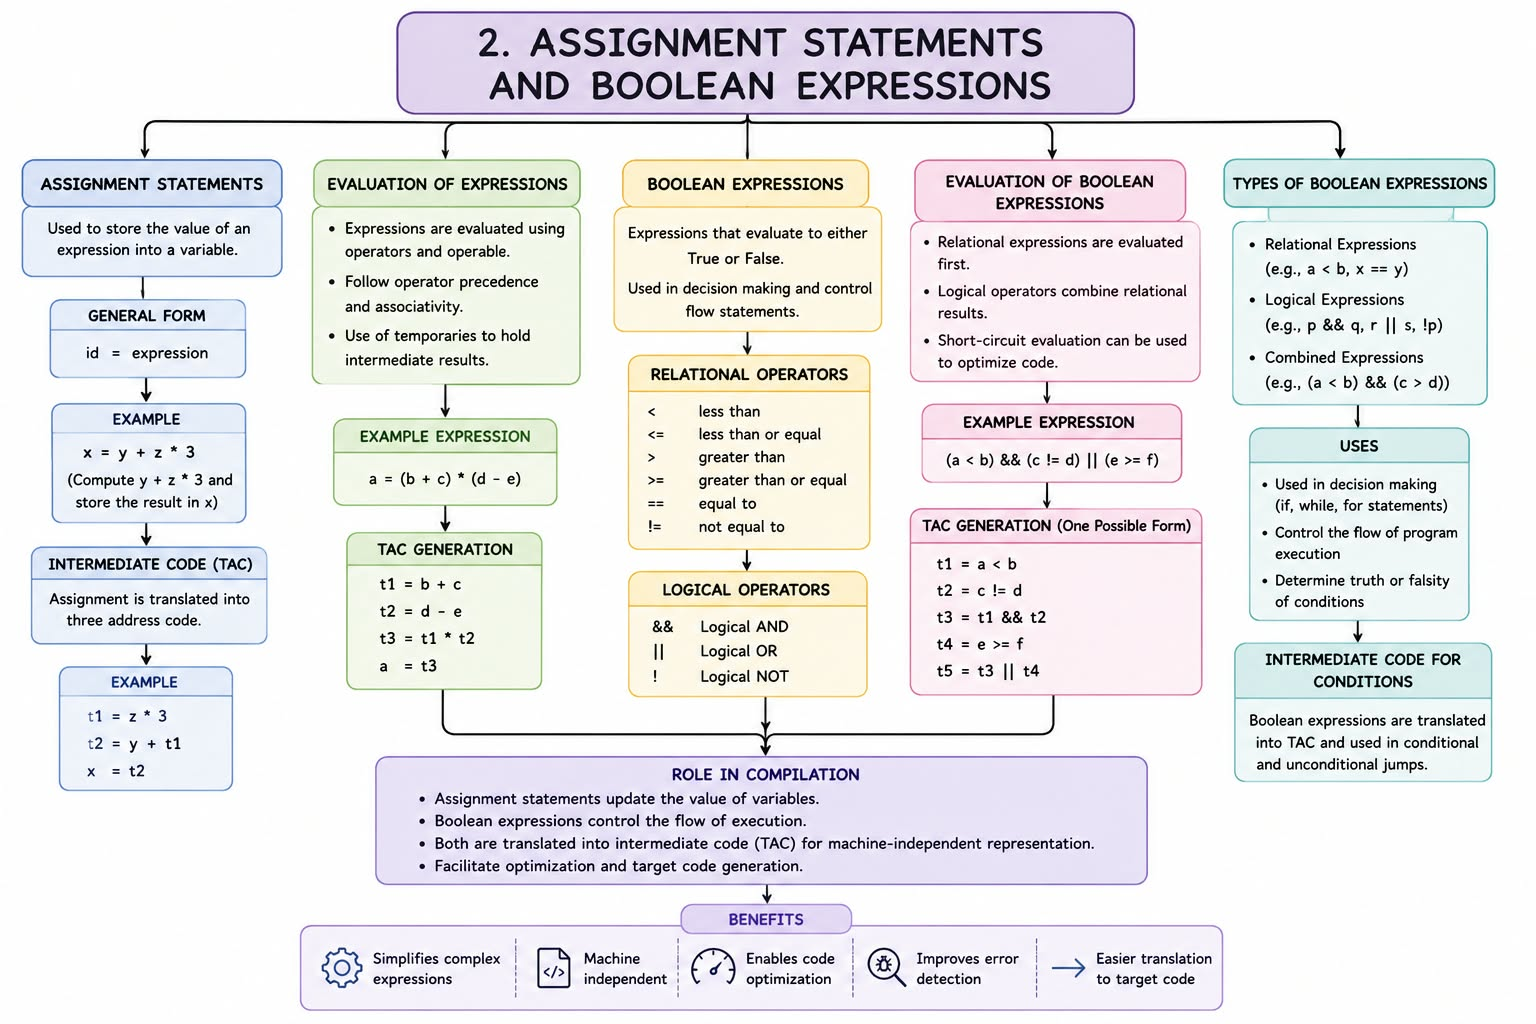 2. ASSIGNMENT STATEMENTS
AND BOOLEAN EXPRESSIONS
ASSIGNMENT STATEMENTS
Used to store the value of an
expression into a variable.
GENERAL FORM
id = expression
EXAMPLE
x = y + z * 3
(Compute y + z * 3 and
store the result in x)
INTERMEDIATE CODE (TAC)
Assignment is translated into
three address code.
EXAMPLE
t1 = z * 3
t2 = y + t1
x = t2
EVALUATION OF EXPRESSIONS
• Expressions are evaluated using
operators and operable.
• Follow operator precedence
and associativity.
• Use of temporaries to hold
intermediate results.
EXAMPLE EXPRESSION
a = (b + c) * (d - e)
TAC GENERATION
t1 = b + c
t2 = d - e
t3 = t1 * t2
a = t3
BOOLEAN EXPRESSIONS
Expressions that evaluate to either
True or False.
Used in decision making and control
flow statements.
RELATIONAL OPERATORS
< less than
<= less than or equal
> greater than
>= greater than or equal
== equal to
!= not equal to
LOGICAL OPERATORS
&& Logical AND
|| Logical OR
! Logical NOT
EVALUATION OF BOOLEAN
EXPRESSIONS
• Relational expressions are evaluated
first.
• Logical operators combine relational
results.
• Short-circuit evaluation can be used
to optimize code.
EXAMPLE EXPRESSION
(a < b) && (c != d) || (e >= f)
TAC GENERATION (One Possible Form)
t1 = a < b
t2 = c != d
t3 = t1 && t2
t4 = e >= f
t5 = t3 || t4
TYPES OF BOOLEAN EXPRESSIONS
• Relational Expressions
(e.g., a < b, x == y)
• Logical Expressions
(e.g., p && q, r || s, !p)
• Combined Expressions
(e.g., (a < b) && (c > d))
USES
• Used in decision making
(if, while, for statements)
• Control the flow of program
execution
• Determine truth or falsity
of conditions
INTERMEDIATE CODE FOR
CONDITIONS
Boolean expressions are translated
into TAC and used in conditional
and unconditional jumps.
ROLE IN COMPILATION
• Assignment statements update the value of variables.
• Boolean expressions control the flow of execution.
• Both are translated into intermediate code (TAC) for machine-independent representation.
• Facilitate optimization and target code generation.
BENEFITS
Simplifies complex
expressions
</>
Machine
independent
Enables code
optimization
Improves error
detection
Easier translation
to target code